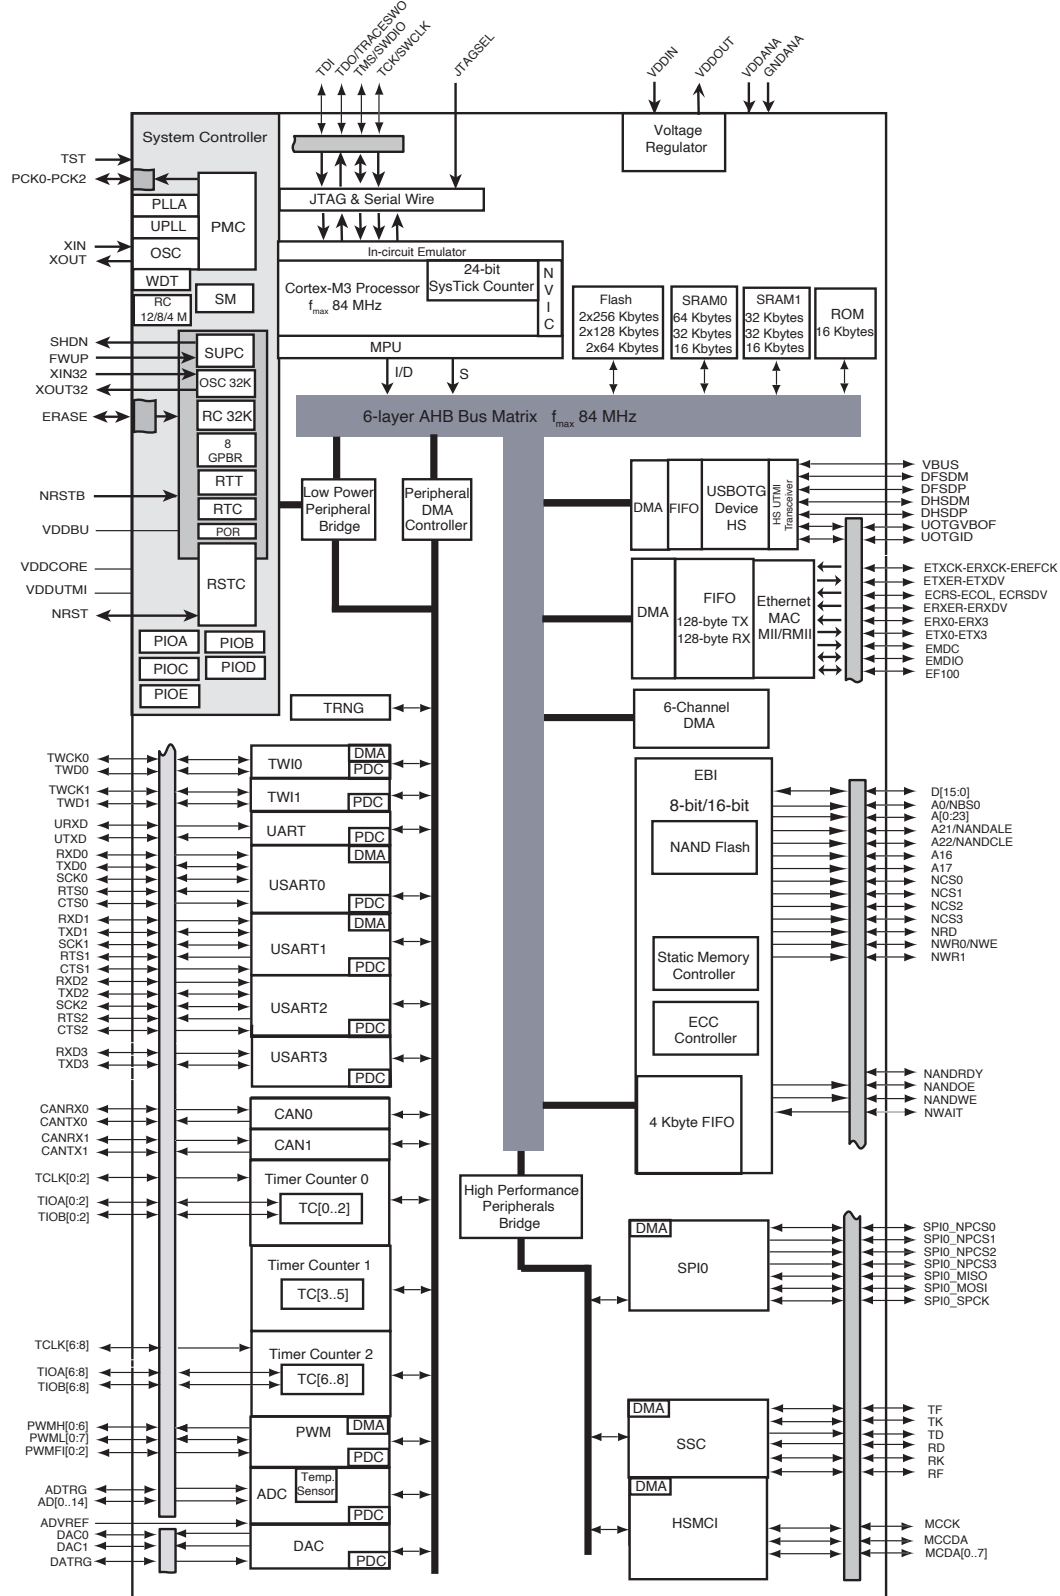 TDI
TDO/TRACESWO
TMS/SWDIO
TCK/SWCLK
JTAGSEL
VDDIN
VDDOUT
VDDANA
GNDANA
System Controller
Voltage
Regulator
TST
PCK0-PCK2
PLLA
UPLL
PMC
XIN
XOUT
OSC
WDT
RC
12/8/4 M
SM
JTAG & Serial Wire
In-circuit Emulator
Cortex-M3 Processor
fmax 84 MHz
24-bit
SysTick Counter
N
V
I
C
MPU
I/D
S
Flash
2x256 Kbytes
2x128 Kbytes
2x64 Kbytes
SRAM0
64 Kbytes
32 Kbytes
16 Kbytes
SRAM1
32 Kbytes
32 Kbytes
16 Kbytes
ROM
16 Kbytes
SHDN
FWUP
XIN32
XOUT32
ERASE
NRSTB
VDDBU
VDDCORE
VDDUTMI
NRST
SUPC
OSC 32K
RC 32K
8
GPBR
RTT
RTC
POR
RSTC
PIOA
PIOB
PIOC
PIOD
PIOE
6-layer AHB Bus Matrix fmax 84 MHz
Low Power
Peripheral
Bridge
Peripheral
DMA
Controller
DMA
FIFO
USBOTG
Device
HS
HS UTMI
Transceiver
VBUS
DFSDM
DFSDP
DHSDM
DHSDP
UOTGVBOF
UOTGID
DMA
FIFO
128-byte TX
128-byte RX
Ethernet
MAC
MII/RMII
ETXCK-ERXCK-EREFCK
ETXER-ETXDV
ECRS-ECOL, ECRSDV
ERXER-ERXDV
ERX0-ERX3
ETX0-ETX3
EMDC
EMDIO
EF100
TRNG
6-Channel
DMA
TWCK0
TWD0
TWI0
DMA
PDC
TWCK1
TWD1
TWI1
PDC
URXD
UTXD
UART
PDC
RXD0
TXD0
SCK0
RTS0
CTS0
USART0
DMA
PDC
RXD1
TXD1
SCK1
RTS1
CTS1
USART1
DMA
PDC
RXD2
TXD2
SCK2
RTS2
CTS2
USART2
PDC
RXD3
TXD3
USART3
PDC
CANRX0
CANTX0
CAN0
CANRX1
CANTX1
CAN1
TCLK[0:2]
TIOA[0:2]
TIOB[0:2]
Timer Counter 0
TC[0..2]
Timer Counter 1
TC[3..5]
TCLK[6:8]
TIOA[6:8]
TIOB[6:8]
Timer Counter 2
TC[6..8]
PWMH[0:6]
PWML[0:7]
PWMFI[0:2]
PWM
DMA
PDC
ADTRG
AD[0..14]
ADC
Temp.
Sensor
PDC
ADVREF
DAC0
DAC1
DATRG
DAC
PDC
EBI
8-bit/16-bit
NAND Flash
Static Memory
Controller
ECC
Controller
4 Kbyte FIFO
D[15:0]
A0/NBS0
A[0:23]
A21/NANDALE
A22/NANDCLE
A16
A17
NCS0
NCS1
NCS2
NCS3
NRD
NWR0/NWE
NWR1
NANDRDY
NANDOE
NANDWE
NWAIT
High Performance
Peripherals
Bridge
DMA
SPI0
SPI0_NPCS0
SPI0_NPCS1
SPI0_NPCS2
SPI0_NPCS3
SPI0_MISO
SPI0_MOSI
SPI0_SPCK
DMA
SSC
TF
TK
TD
RD
RK
RF
DMA
HSMCI
MCCK
MCCDA
MCDA[0..7]